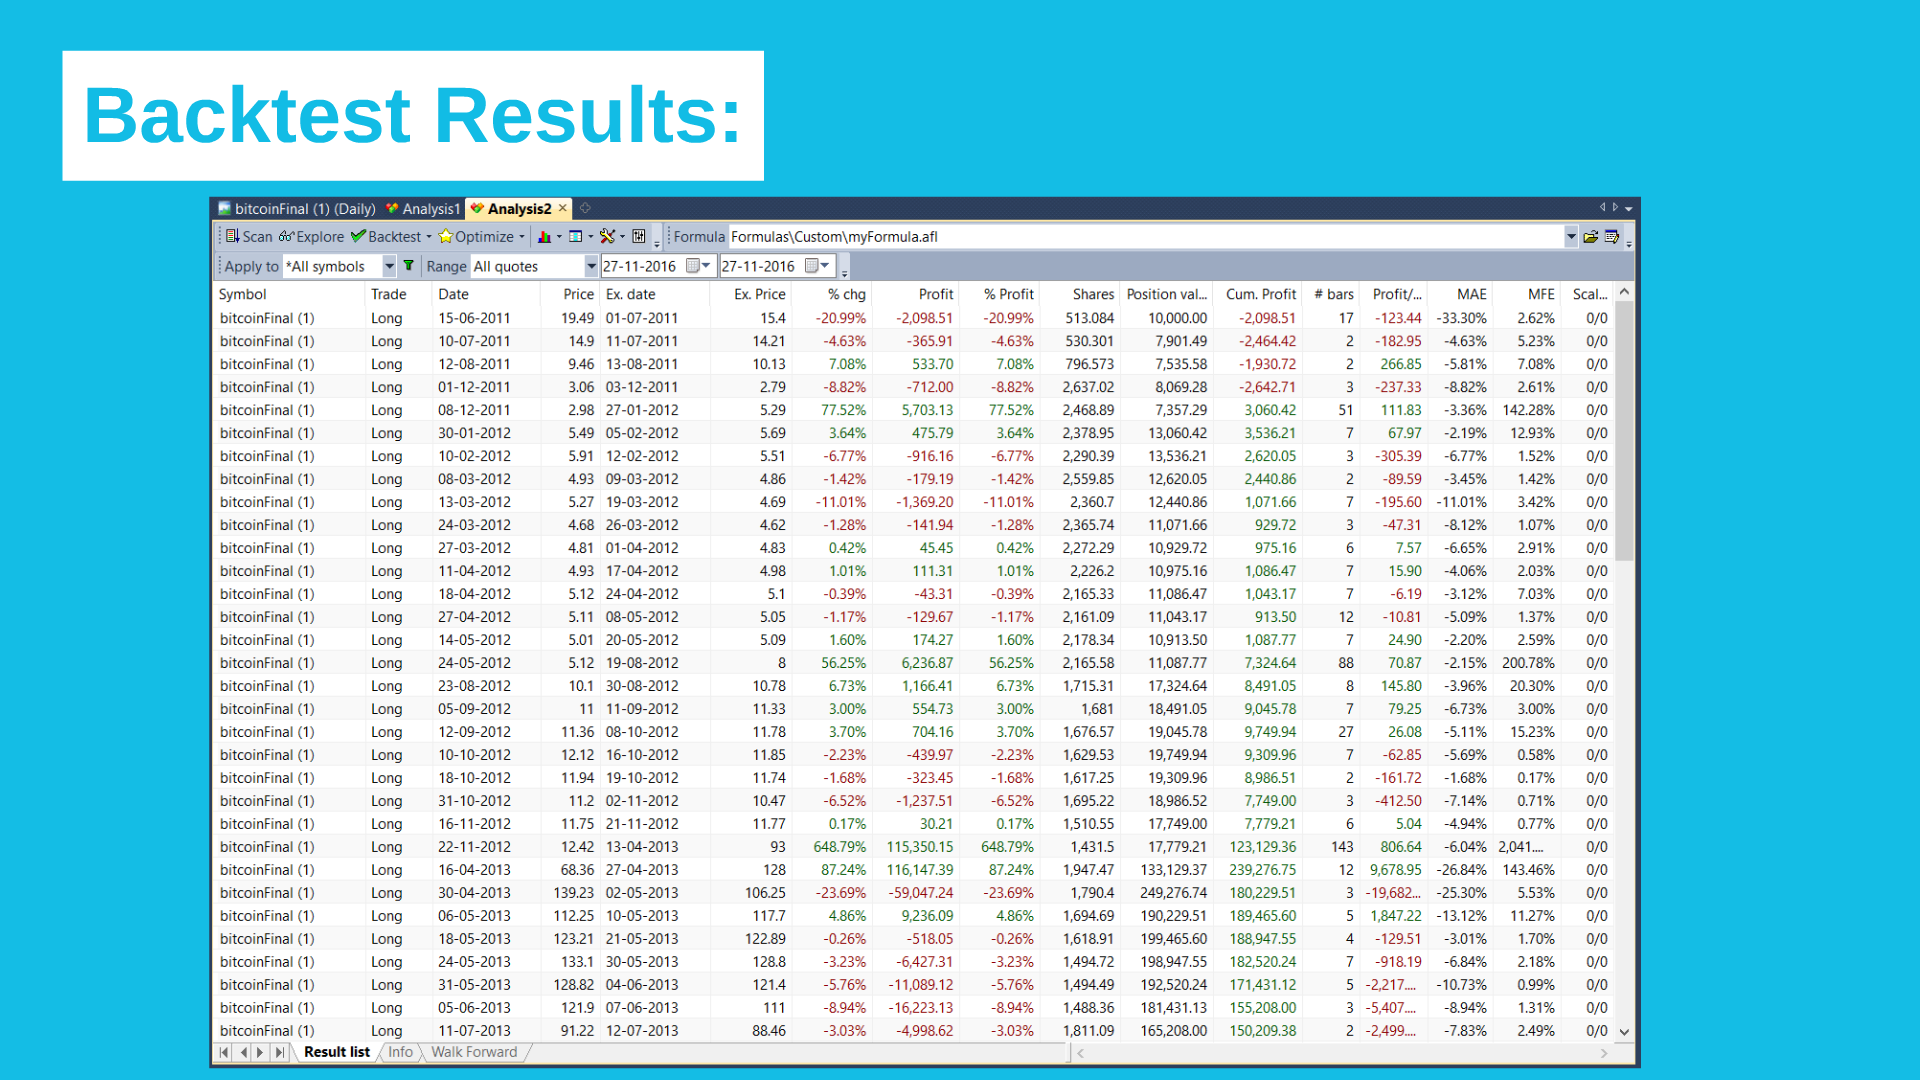 Backtest Results:
bitcoinFinal (1) (Daily) Analysis1 Analysis2
Scan Explore Backtest Optimize Formula Formulas\Custom\myFormula.afl
Apply to *All symbols Range All quotes 27-11-2016 27-11-2016
Symbol Trade Date Price Ex. date Ex. Price % chg Profit % Profit Shares Position val... Cum. Profit # bars Profit/... MAE MFE Scal...
bitcoinFinal (1) Long 15-06-2011 19.49 01-07-2011 15.4 -20.99% -2,098.51 -20.99% 513.084 10,000.00 -2,098.51 17 -123.44 -33.30% 2.62% 0/0
bitcoinFinal (1) Long 10-07-2011 14.9 11-07-2011 14.21 -4.63% -365.91 -4.63% 530.301 7,901.49 -2,464.42 2 -182.95 -4.63% 5.23% 0/0
bitcoinFinal (1) Long 12-08-2011 9.46 13-08-2011 10.13 7.08% 533.70 7.08% 796.573 7,535.58 -1,930.72 2 266.85 -5.81% 7.08% 0/0
bitcoinFinal (1) Long 01-12-2011 3.06 03-12-2011 2.79 -8.82% -712.00 -8.82% 2,637.02 8,069.28 -2,642.71 3 -237.33 -8.82% 2.61% 0/0
bitcoinFinal (1) Long 08-12-2011 2.98 27-01-2012 5.29 77.52% 5,703.13 77.52% 2,468.89 7,357.29 3,060.42 51 111.83 -3.36% 142.28% 0/0
bitcoinFinal (1) Long 30-01-2012 5.49 05-02-2012 5.69 3.64% 475.79 3.64% 2,378.95 13,060.42 3,536.21 7 67.97 -2.19% 12.93% 0/0
bitcoinFinal (1) Long 10-02-2012 5.91 12-02-2012 5.51 -6.77% -916.16 -6.77% 2,290.39 13,536.21 2,620.05 3 -305.39 -6.77% 1.52% 0/0
bitcoinFinal (1) Long 08-03-2012 4.93 09-03-2012 4.86 -1.42% -179.19 -1.42% 2,559.85 12,620.05 2,440.86 2 -89.59 -3.45% 1.42% 0/0
bitcoinFinal (1) Long 13-03-2012 5.27 19-03-2012 4.69 -11.01% -1,369.20 -11.01% 2,360.7 12,440.86 1,071.66 7 -195.60 -11.01% 3.42% 0/0
bitcoinFinal (1) Long 24-03-2012 4.68 26-03-2012 4.62 -1.28% -141.94 -1.28% 2,365.74 11,071.66 929.72 3 -47.31 -8.12% 1.07% 0/0
bitcoinFinal (1) Long 27-03-2012 4.81 01-04-2012 4.83 0.42% 45.45 0.42% 2,272.29 10,929.72 975.16 6 7.57 -6.65% 2.91% 0/0
bitcoinFinal (1) Long 11-04-2012 4.93 17-04-2012 4.98 1.01% 111.31 1.01% 2,226.2 10,975.16 1,086.47 7 15.90 -4.06% 2.03% 0/0
bitcoinFinal (1) Long 18-04-2012 5.12 24-04-2012 5.1 -0.39% -43.31 -0.39% 2,165.33 11,086.47 1,043.17 7 -6.19 -3.12% 7.03% 0/0
bitcoinFinal (1) Long 27-04-2012 5.11 08-05-2012 5.05 -1.17% -129.67 -1.17% 2,161.09 11,043.17 913.50 12 -10.81 -5.09% 1.37% 0/0
bitcoinFinal (1) Long 14-05-2012 5.01 20-05-2012 5.09 1.60% 174.27 1.60% 2,178.34 10,913.50 1,087.77 7 24.90 -2.20% 2.59% 0/0
bitcoinFinal (1) Long 24-05-2012 5.12 19-08-2012 8 56.25% 6,236.87 56.25% 2,165.58 11,087.77 7,324.64 88 70.87 -2.15% 200.78% 0/0
bitcoinFinal (1) Long 23-08-2012 10.1 30-08-2012 10.78 6.73% 1,166.41 6.73% 1,715.31 17,324.64 8,491.05 8 145.80 -3.96% 20.30% 0/0
bitcoinFinal (1) Long 05-09-2012 11 11-09-2012 11.33 3.00% 554.73 3.00% 1,681 18,491.05 9,045.78 7 79.25 -6.73% 3.00% 0/0
bitcoinFinal (1) Long 12-09-2012 11.36 08-10-2012 11.78 3.70% 704.16 3.70% 1,676.57 19,045.78 9,749.94 27 26.08 -5.11% 15.23% 0/0
bitcoinFinal (1) Long 10-10-2012 12.12 16-10-2012 11.85 -2.23% -439.97 -2.23% 1,629.53 19,749.94 9,309.96 7 -62.85 -5.69% 0.58% 0/0
bitcoinFinal (1) Long 18-10-2012 11.94 19-10-2012 11.74 -1.68% -323.45 -1.68% 1,617.25 19,309.96 8,986.51 2 -161.72 -1.68% 0.17% 0/0
bitcoinFinal (1) Long 31-10-2012 11.2 02-11-2012 10.47 -6.52% -1,237.51 -6.52% 1,695.22 18,986.52 7,749.00 3 -412.50 -7.14% 0.71% 0/0
bitcoinFinal (1) Long 16-11-2012 11.75 21-11-2012 11.77 0.17% 30.21 0.17% 1,510.55 17,749.00 7,779.21 6 5.04 -4.94% 0.77% 0/0
bitcoinFinal (1) Long 22-11-2012 12.42 13-04-2013 93 648.79% 115,350.15 648.79% 1,431.5 17,779.21 123,129.36 143 806.64 -6.04% 2,041.... 0/0
bitcoinFinal (1) Long 16-04-2013 68.36 27-04-2013 128 87.24% 116,147.39 87.24% 1,947.47 133,129.37 239,276.75 12 9,678.95 -26.84% 143.46% 0/0
bitcoinFinal (1) Long 30-04-2013 139.23 02-05-2013 106.25 -23.69% -59,047.24 -23.69% 1,790.4 249,276.74 180,229.51 3 -19,682... -25.30% 5.53% 0/0
bitcoinFinal (1) Long 06-05-2013 112.25 10-05-2013 117.7 4.86% 9,236.09 4.86% 1,694.69 190,229.51 189,465.60 5 1,847.22 -13.12% 11.27% 0/0
bitcoinFinal (1) Long 18-05-2013 123.21 21-05-2013 122.89 -0.26% -518.05 -0.26% 1,618.91 199,465.60 188,947.55 4 -129.51 -3.01% 1.70% 0/0
bitcoinFinal (1) Long 24-05-2013 133.1 30-05-2013 128.8 -3.23% -6,427.31 -3.23% 1,494.72 198,947.55 182,520.24 7 -918.19 -6.84% 2.18% 0/0
bitcoinFinal (1) Long 31-05-2013 128.82 04-06-2013 121.4 -5.76% -11,089.12 -5.76% 1,494.49 192,520.24 171,431.12 5 -2,217.... -10.73% 0.99% 0/0
bitcoinFinal (1) Long 05-06-2013 121.9 07-06-2013 111 -8.94% -16,223.13 -8.94% 1,488.36 181,431.13 155,208.00 3 -5,407.... -8.94% 1.31% 0/0
bitcoinFinal (1) Long 11-07-2013 91.22 12-07-2013 88.46 -3.03% -4,998.62 -3.03% 1,811.09 165,208.00 150,209.38 2 -2,499.... -7.83% 2.49% 0/0
Result list Info Walk Forward